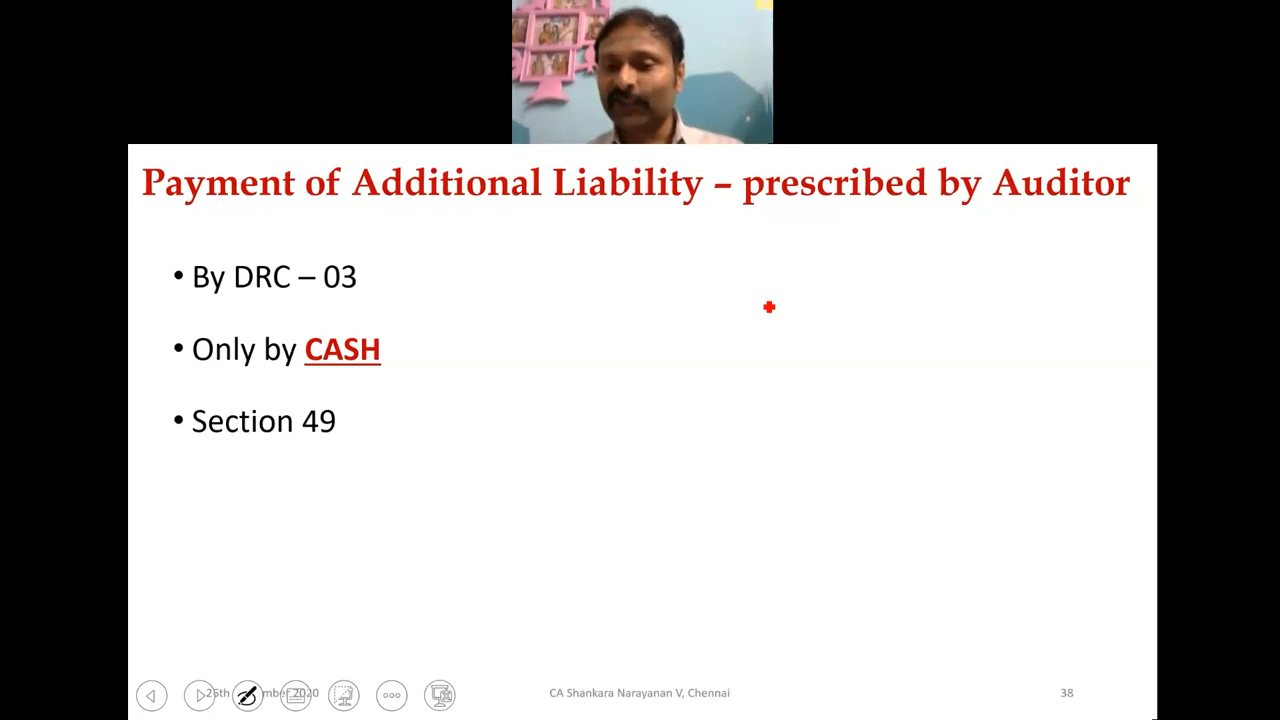 Payment of Additional Liability – prescribed by Auditor
• By DRC – 03
• Only by CASH
• Section 49
CA Shankara Narayanan V, Chennai
38